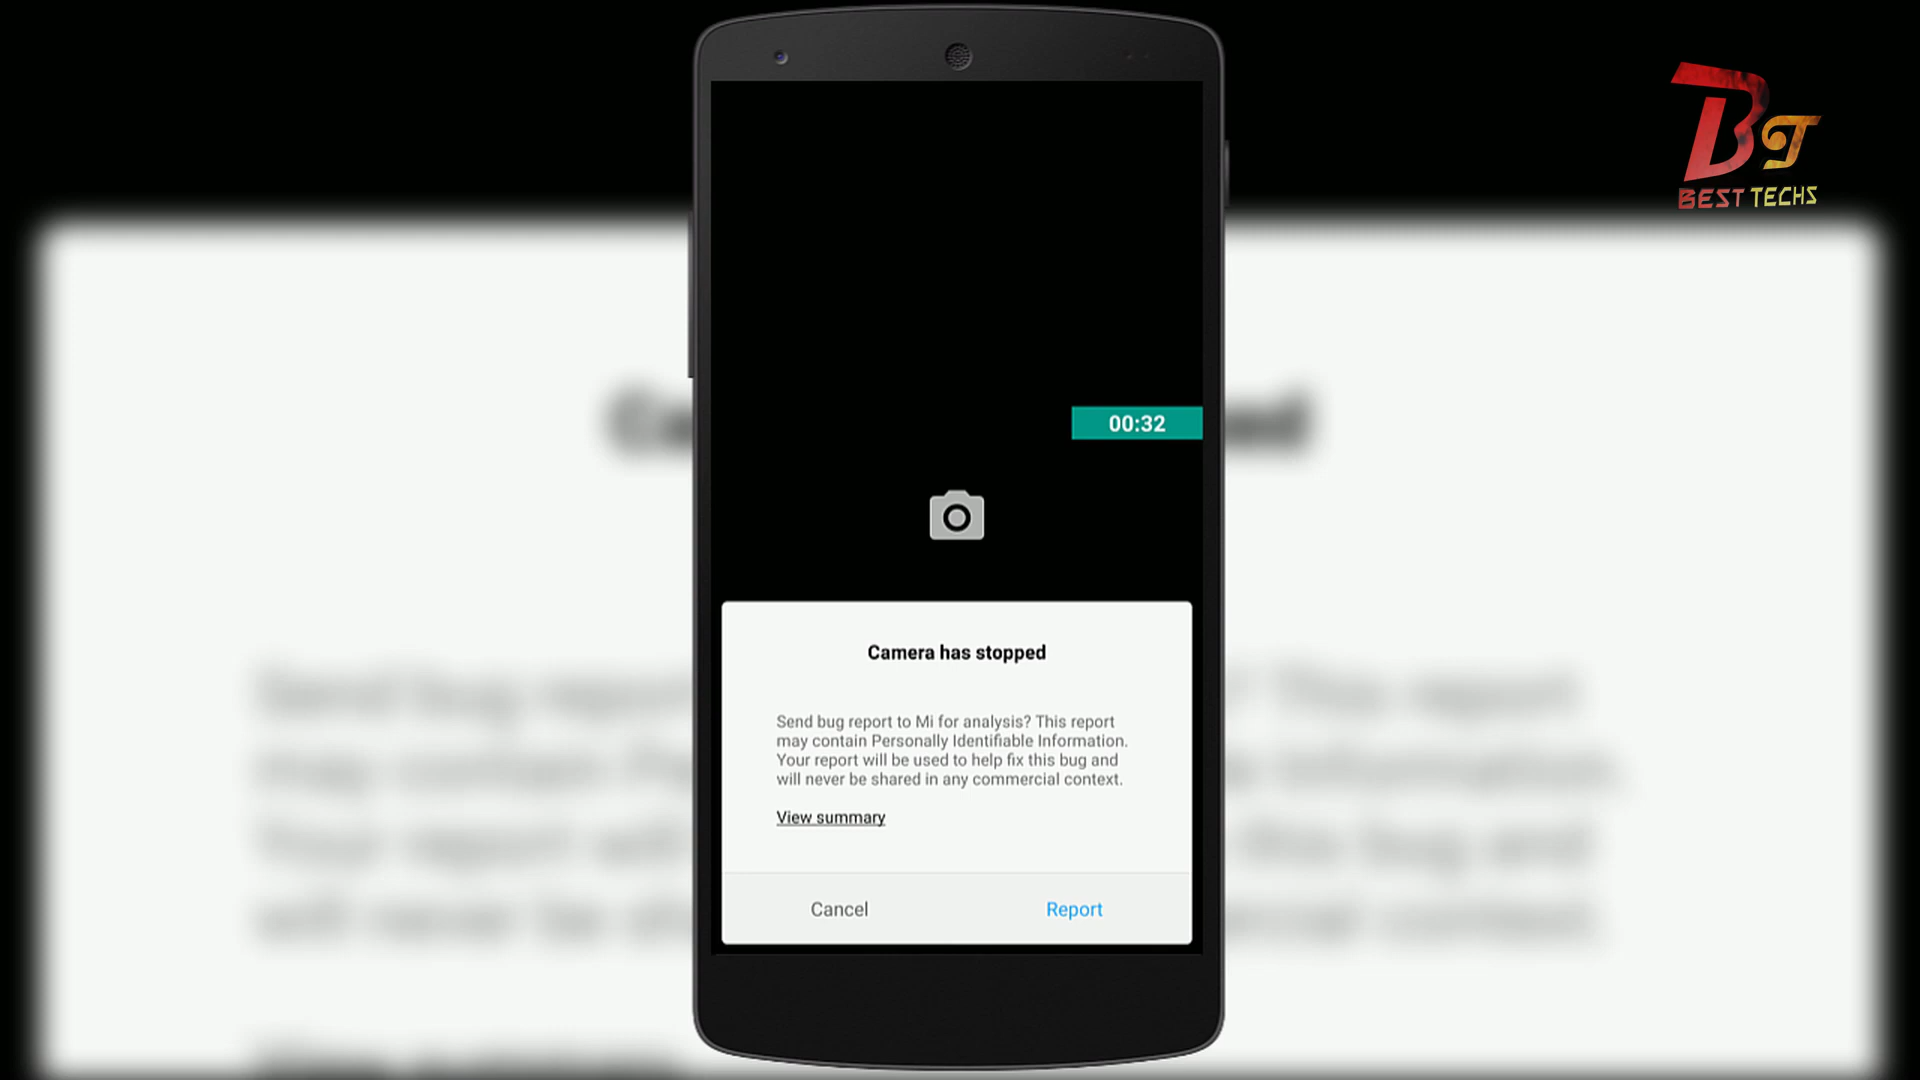 BT
BEST TECHS
00:32
Camera has stopped
Send bug report to Mi for analysis? This report
may contain Personally Identifiable Information.
Your report will be used to help fix this bug and
will never be shared in any commercial context.
View summary
Cancel
Report